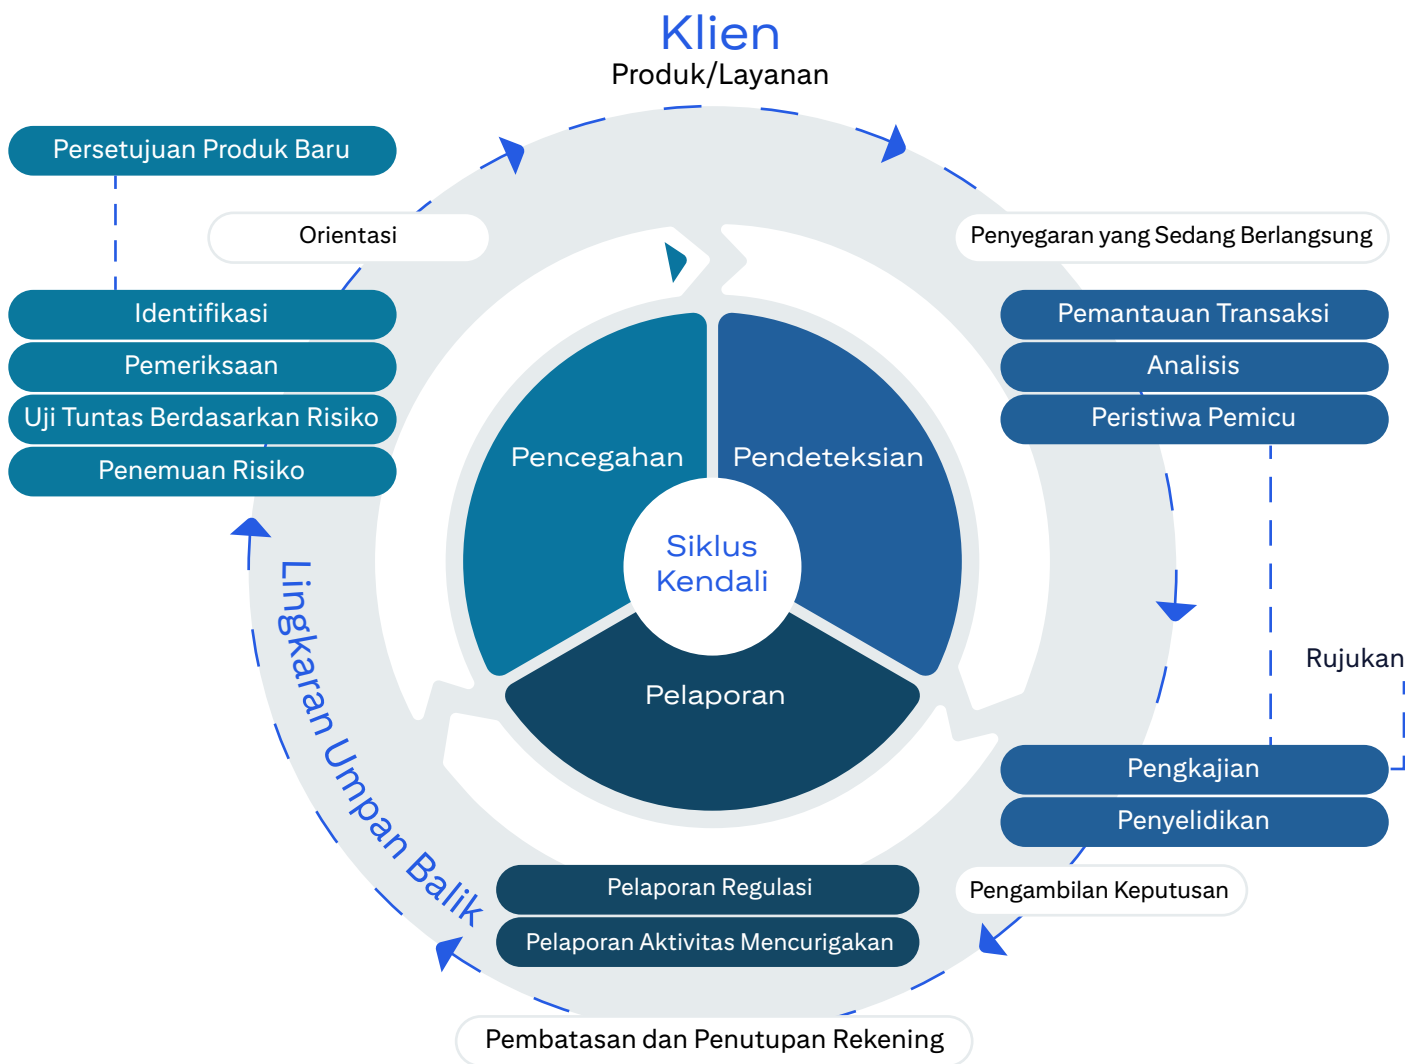 Klien
Produk/Layanan
Persetujuan Produk Baru
Orientasi
Penyegaran yang Sedang Berlangsung
Identifikasi
Pemeriksaan
Uji Tuntas Berdasarkan Risiko
Penemuan Risiko
Pemantauan Transaksi
Analisis
Peristiwa Pemicu
Pencegahan
Pendeteksian
Siklus
Kendali
Pelaporan
Lingkaran Umpan Balik
Rujukan
Pengkajian
Penyelidikan
Pengambilan Keputusan
Pelaporan Regulasi
Pelaporan Aktivitas Mencurigakan
Pembatasan dan Penutupan Rekening